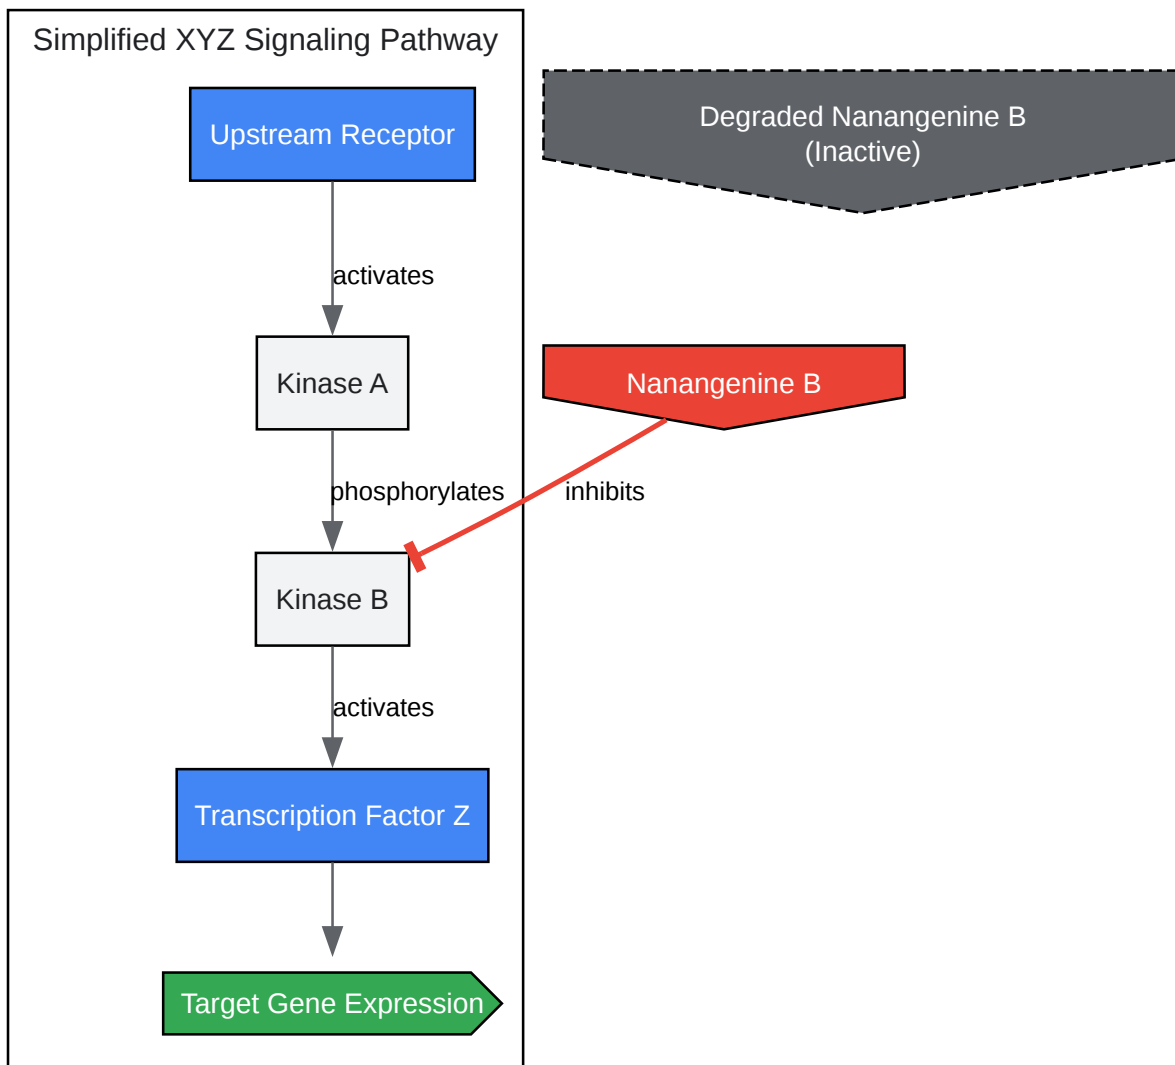 Simplified XYZ Signaling Pathway
Upstream Receptor
Degraded Nanangenine B
(Inactive)
activates
Kinase A
Nanangenine B
phosphorylates
inhibits
Kinase B
activates
Transcription Factor Z
Target Gene Expression